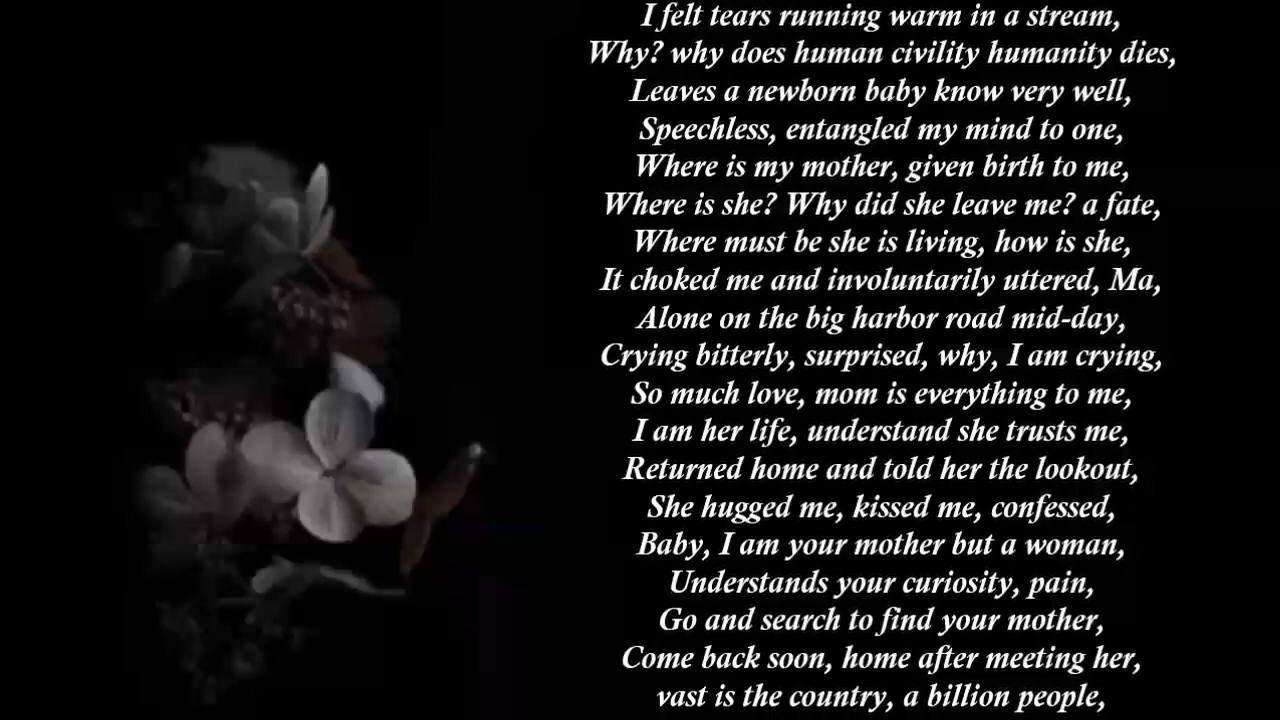 I felt tears running warm in a stream,
Why? why does human civility humanity dies,
Leaves a newborn baby know very well,
Speechless, entangled my mind to one,
Where is my mother, given birth to me,
Where is she? Why did she leave me? a fate,
Where must be she is living, how is she,
It choked me and involuntarily uttered, Ma,
Alone on the big harbor road mid-day,
Crying bitterly, surprised, why, I am crying,
So much love, mom is everything to me,
I am her life, understand she trusts me,
Returned home and told her the lookout,
She hugged me, kissed me, confessed,
Baby, I am your mother but a woman,
Understands your curiosity, pain,
Go and search to find your mother,
Come back soon, home after meeting her,
vast is the country, a billion people,